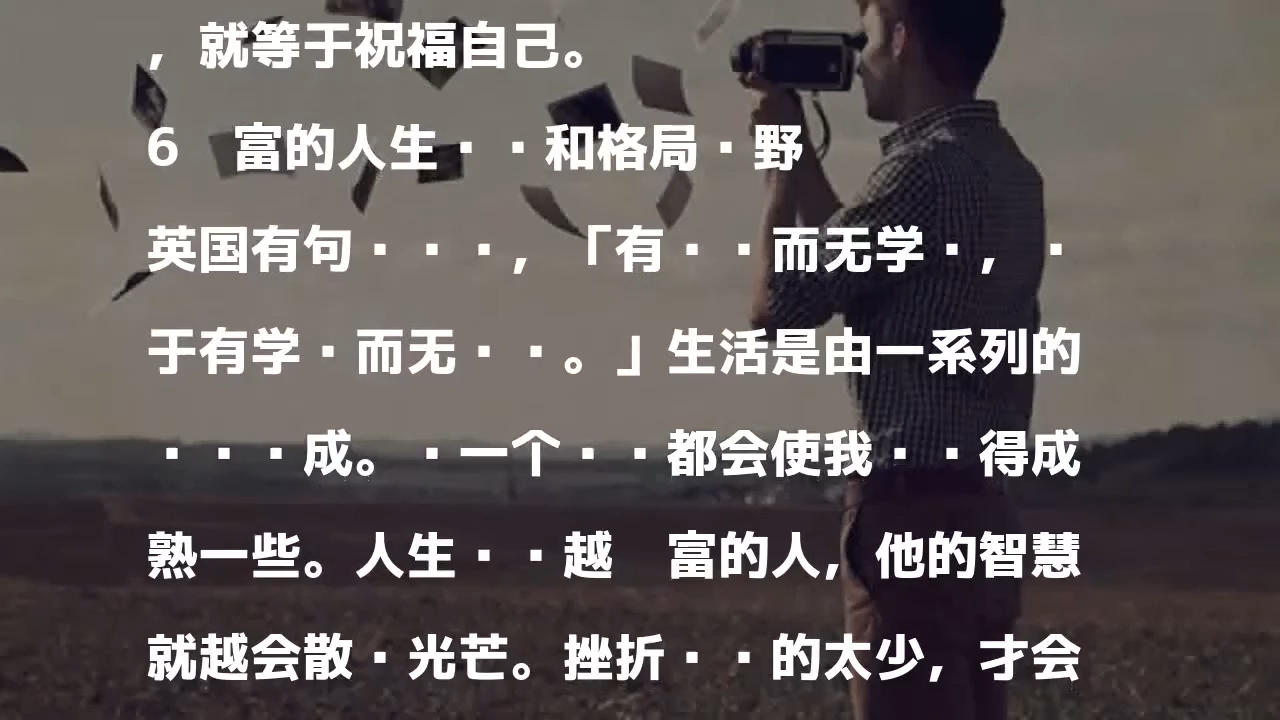 ，就等于祝福自己。
6　富的人生··和格局·野
英国有句···，「有··而无学·，·
于有学·而无··。」生活是由一系列的
···成。·一个··都会使我··得成
熟一些。人生··越　富的人，他的智慧
就越会散·光芒。挫折··的太少，才会